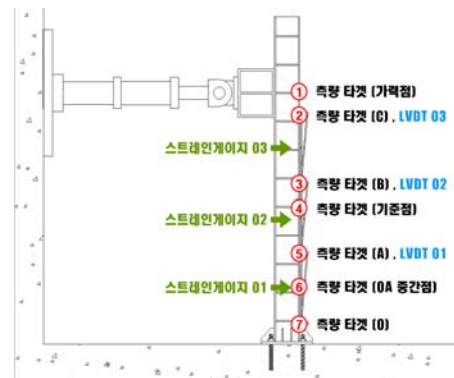 ① 측량 타겟 (가력점)
② 측량 타겟 (C) , LVDT 03
스트레인게이지 03
③ 측량 타겟 (B) , LVDT 02
④ 측량 타겟 (기준점)
스트레인게이지 02
⑤ 측량 타겟 (A) , LVDT 01
스트레인게이지 01
⑥ 측량 타겟 (OA 중간점)
⑦ 측량 타겟 (O)